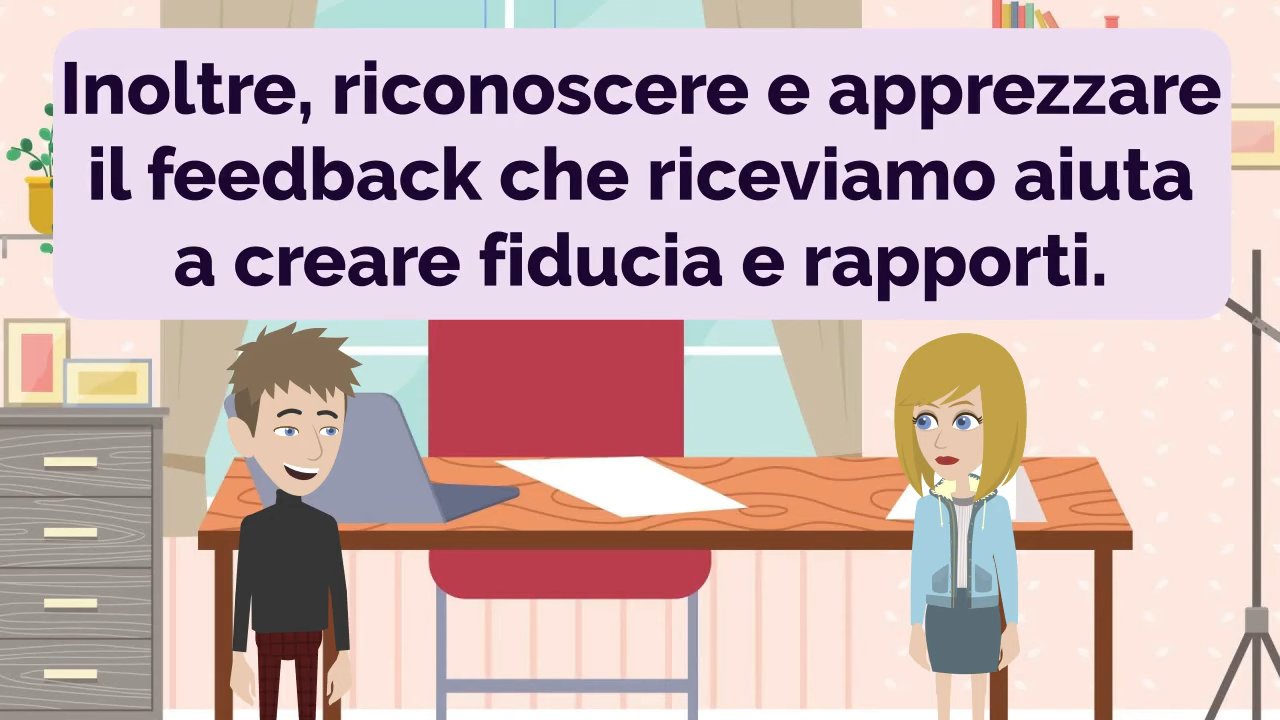 Inoltre, riconoscere e apprezzare
il feedback che riceviamo aiuta
a creare fiducia e rapporti.